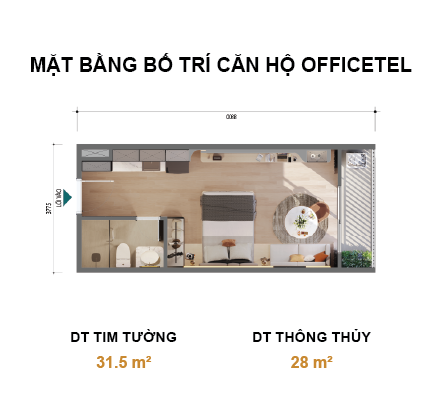 MẶT BẰNG BỐ TRÍ CĂN HỘ OFFICETEL
8800
3775
LỐI VÀO
DT TIM TƯỜNG
DT THÔNG THỦY
31.5 m²
28 m²